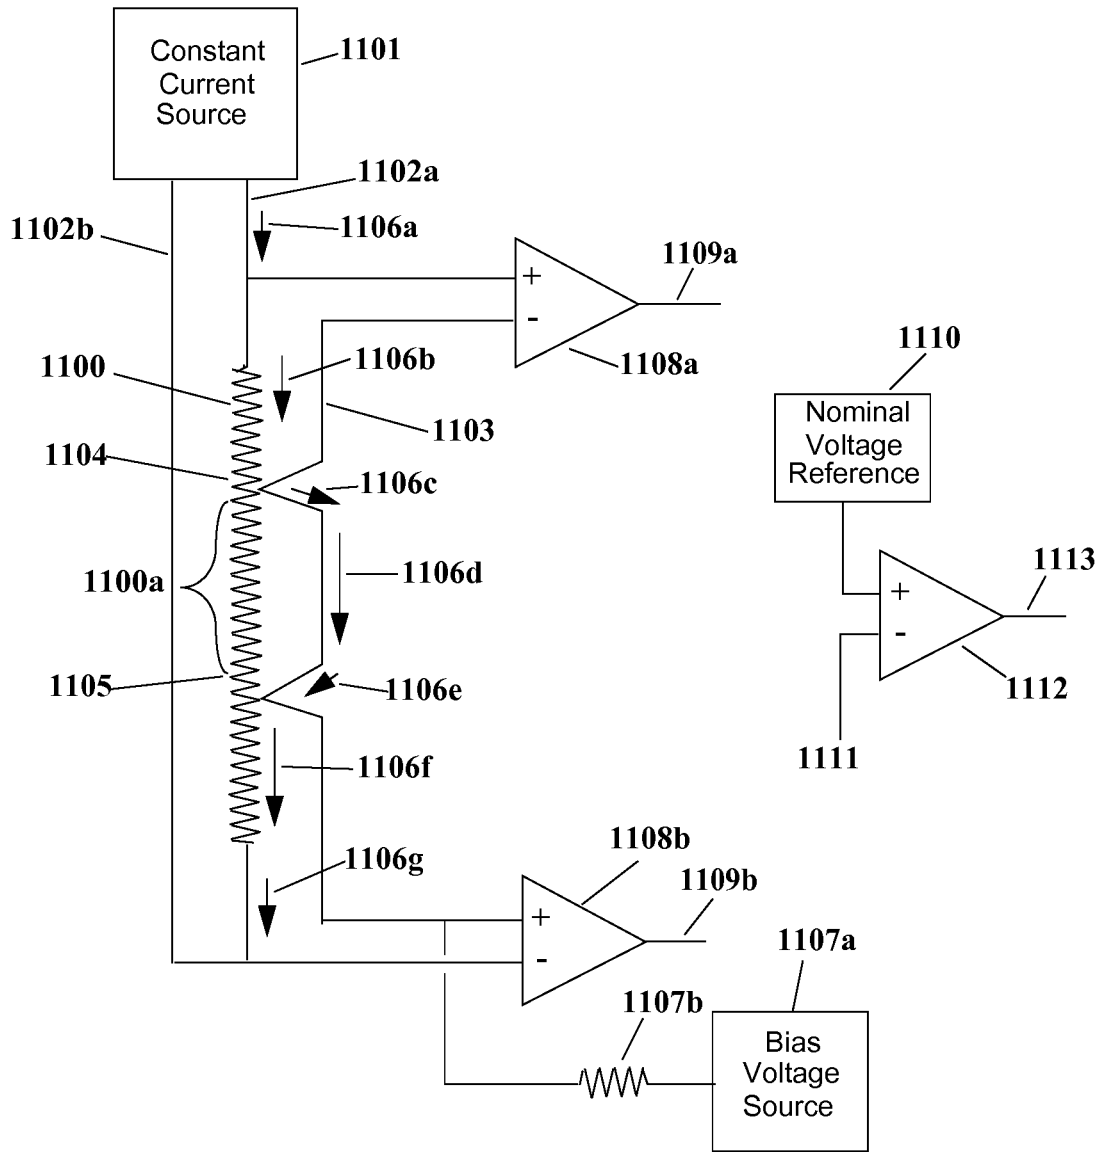 Constant
Current
Source
1101
1102a
1102b
1106a
1109a
+
-
1108a
1100
1106b
1110
1103
Nominal
Voltage
Reference
1104
1106c
1100a
1106d
1113
+
-
1105
1106e
1112
1111
1106f
1108b
1106g
1109b
+
-
1107a
1107b
Bias
Voltage
Source